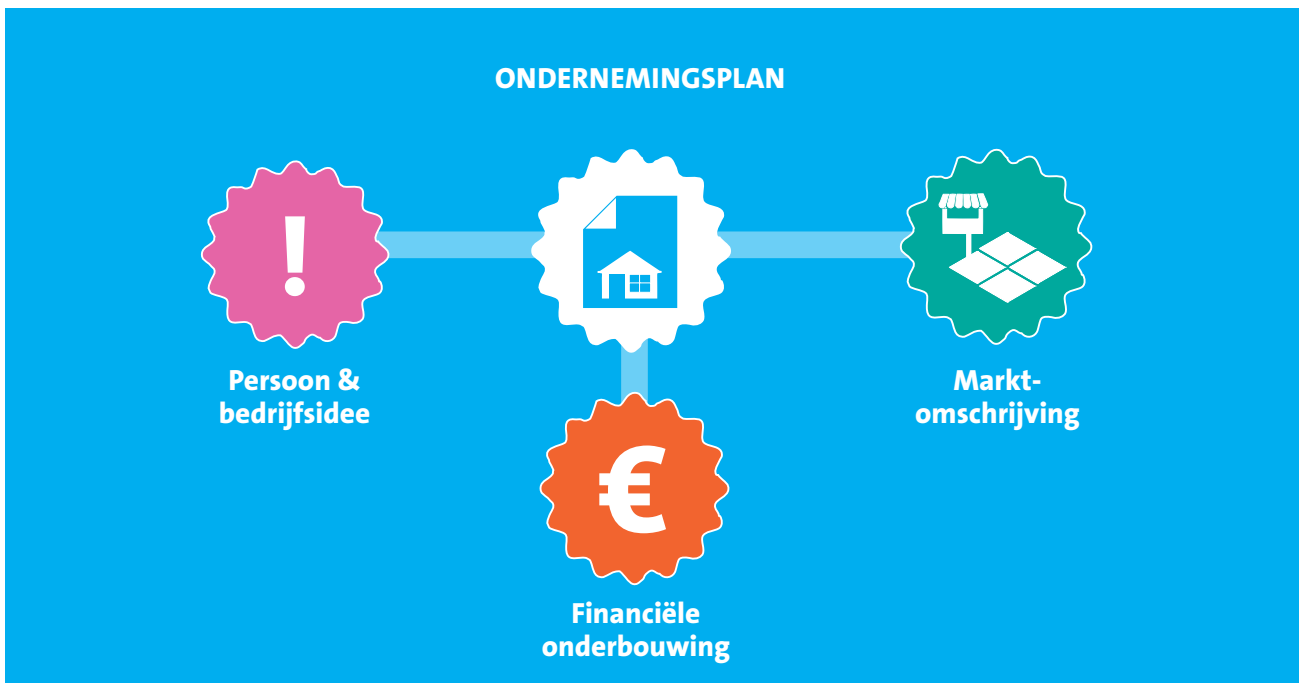 ONDERNEMINGSPLAN
!
Persoon &
bedrijfsidee
Markt-
omschrijving
€
Financiële
onderbouwing